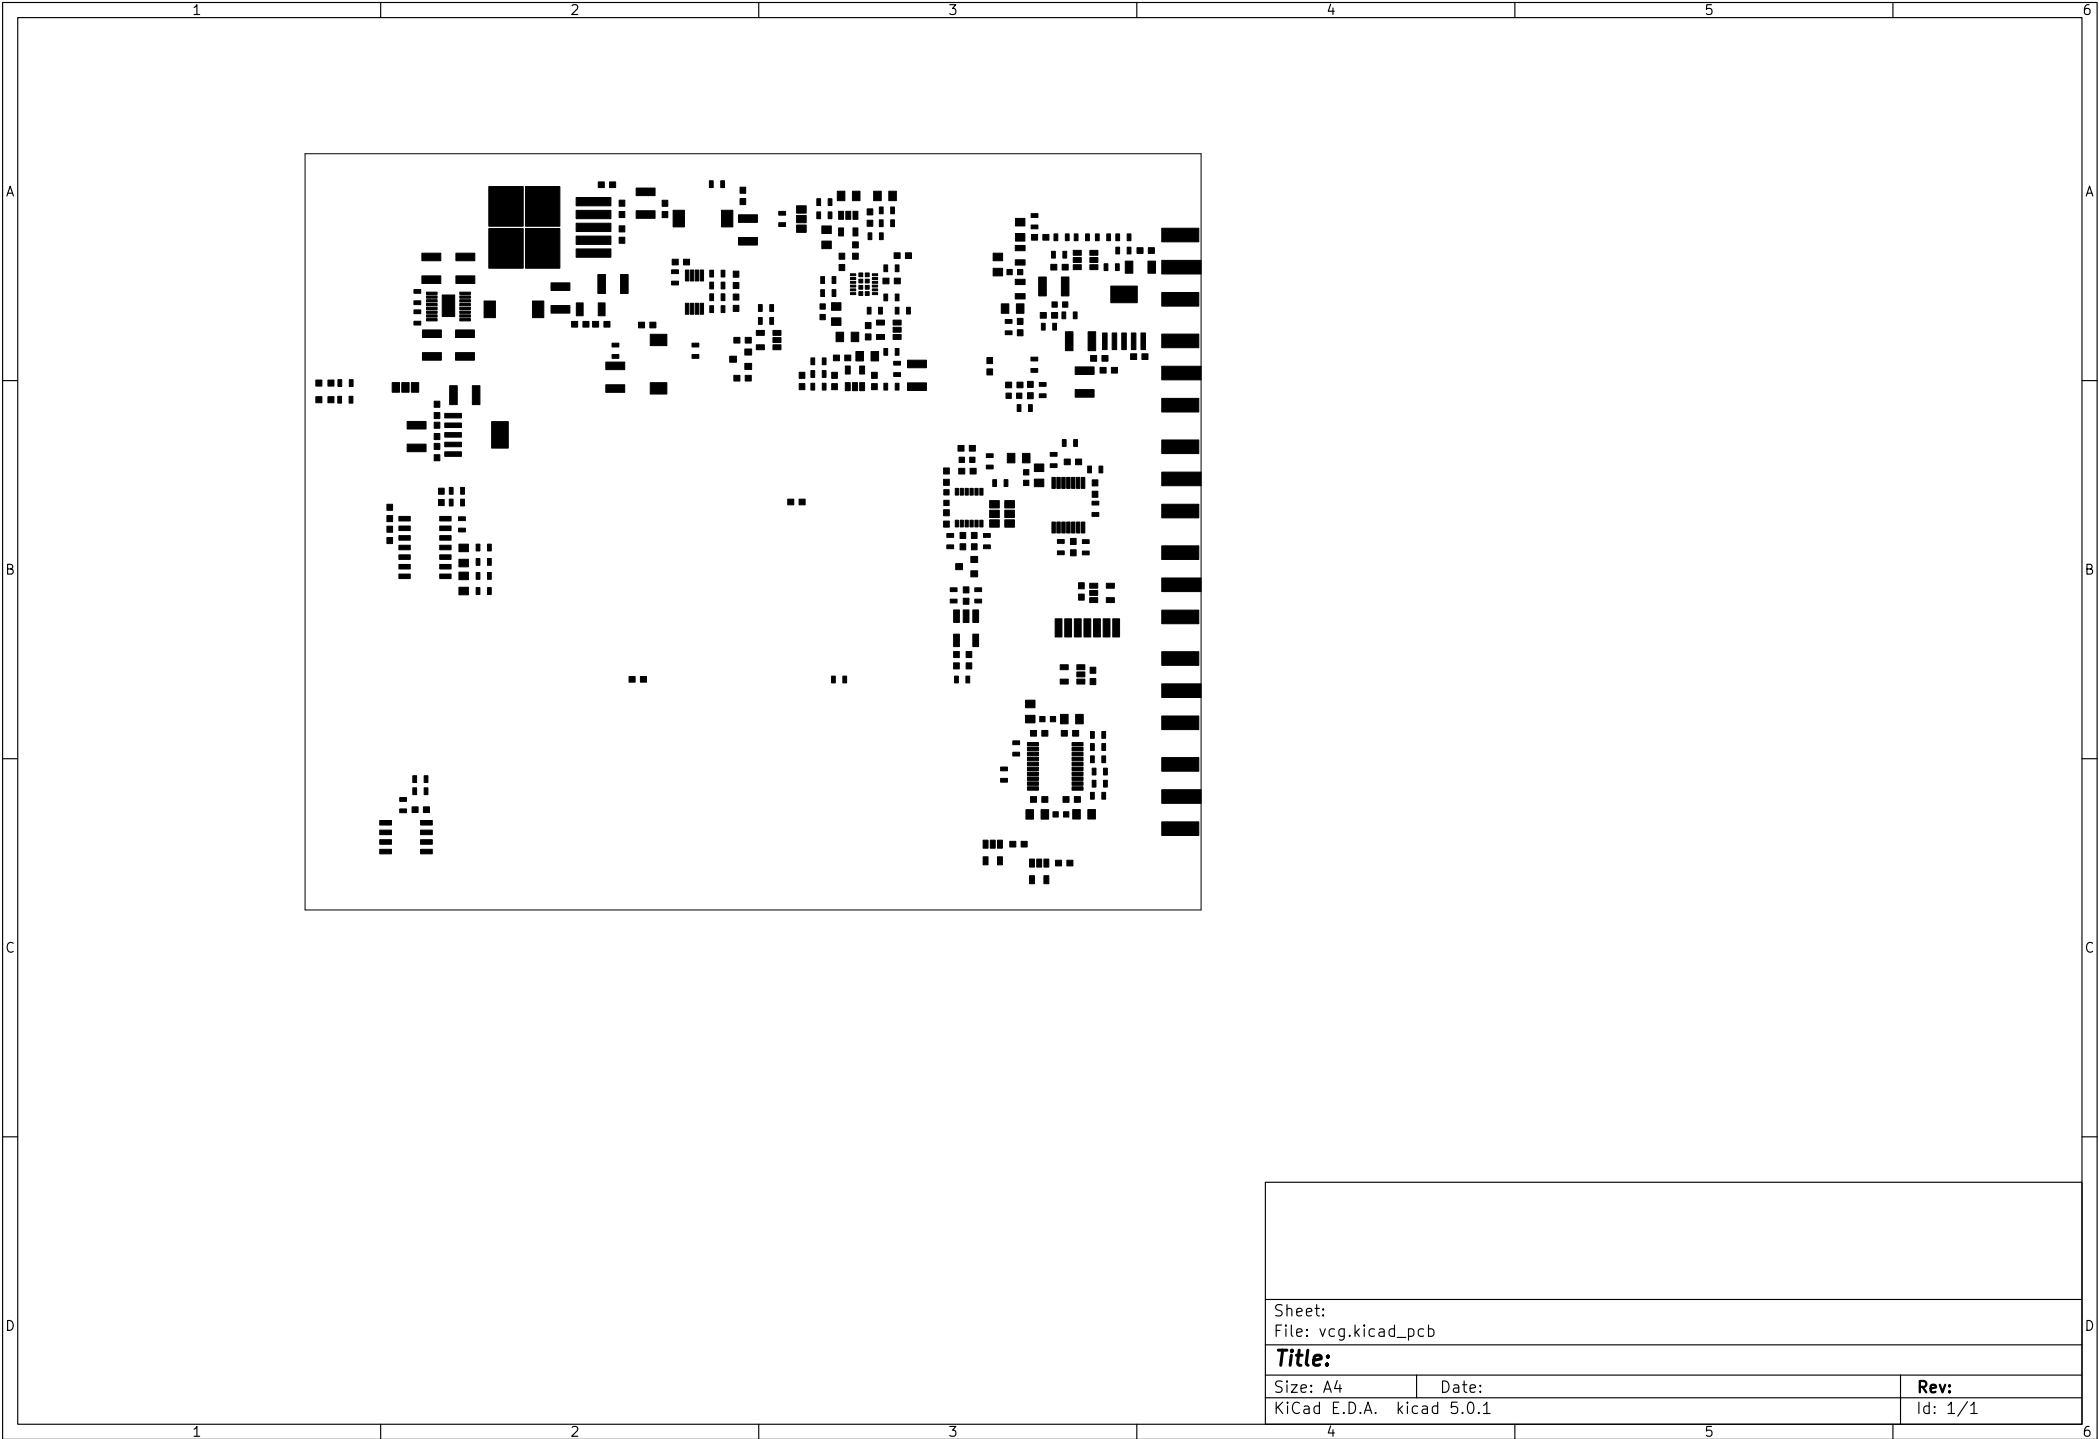 1 2 3 4 5 6
A A
B B
C C
Sheet:
File: vcg.kicad_pcb
D D
Title:
Size: A4 Date: Rev:
KiCad E.D.A. kicad 5.0.1 Id: 1/1
1 2 3 4 5 6